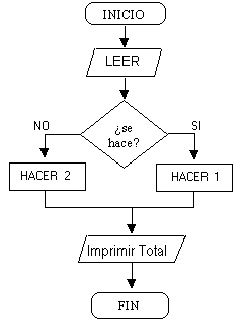 INICIO
LEER
¿se
hace?
NO
SI
HACER 2
HACER 1
Imprimir Total
FIN